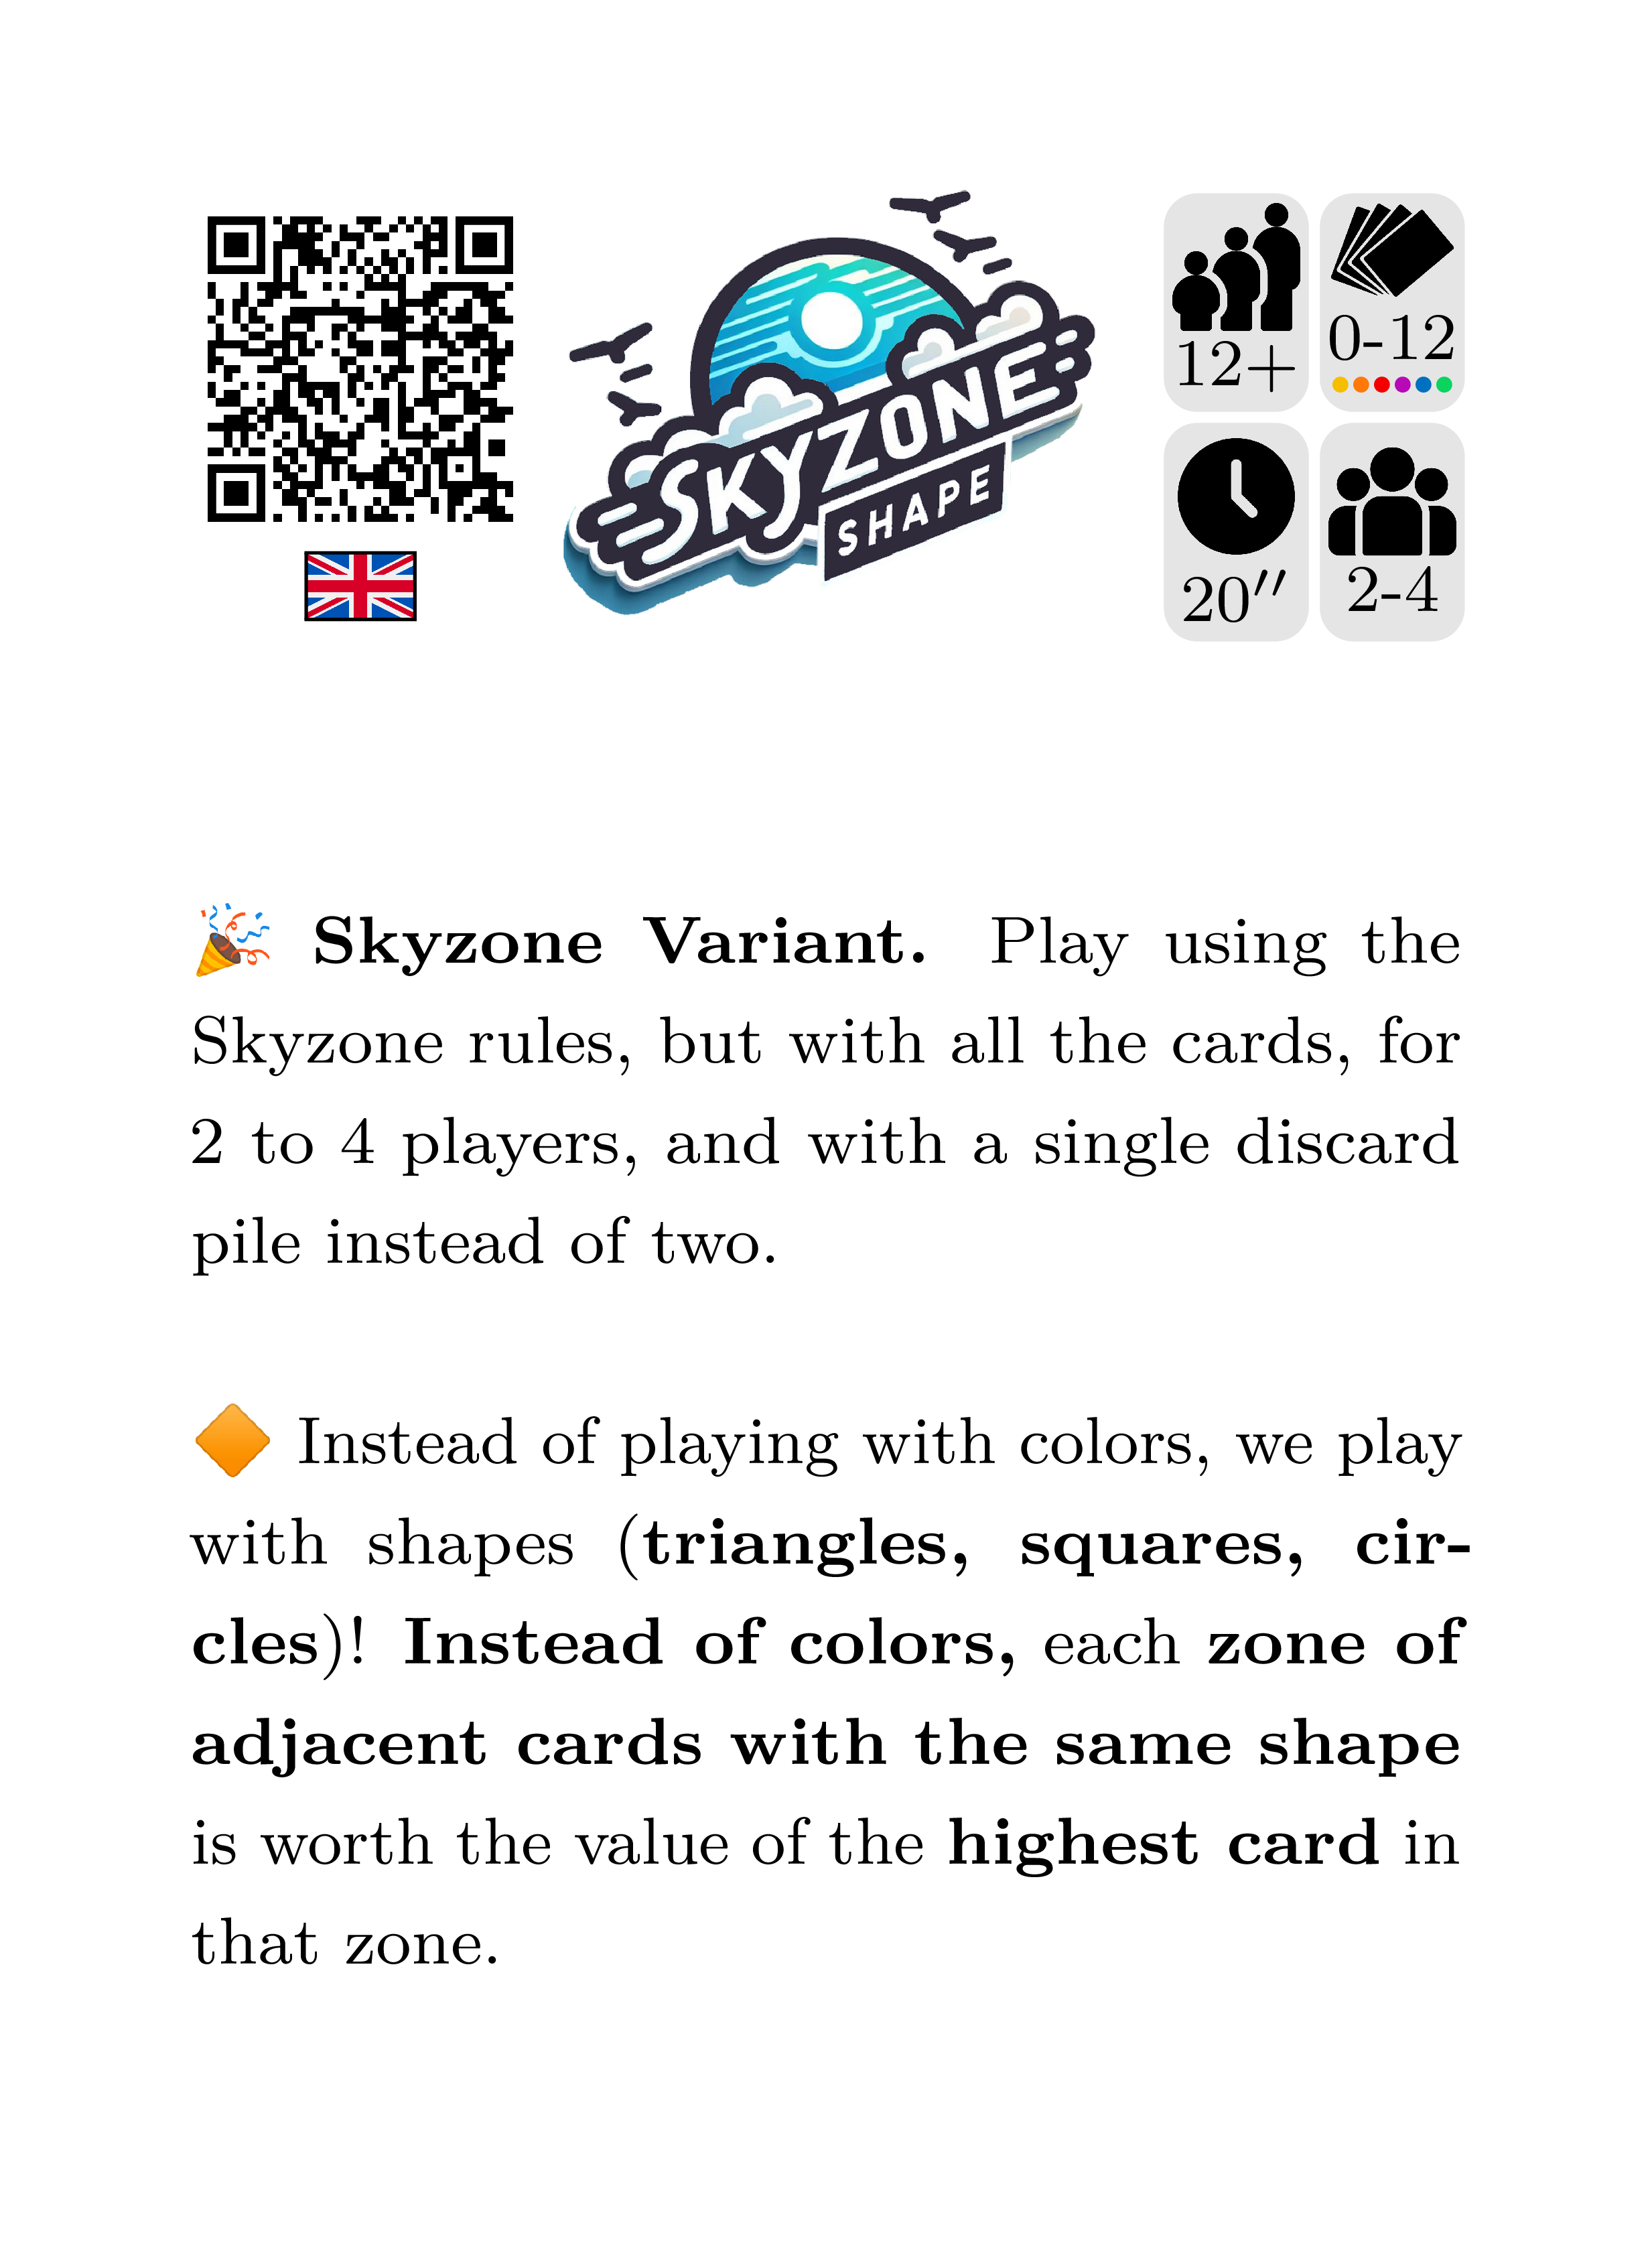 SKYZONE
SHAPE
12+
0-12
20″
2-4
🎉 Skyzone Variant. Play using the
Skyzone rules, but with all the cards, for
2 to 4 players, and with a single discard
pile instead of two.
🔶 Instead of playing with colors, we play
with shapes (triangles, squares, cir-
cles)! Instead of colors, each zone of
adjacent cards with the same shape
is worth the value of the highest card in
that zone.